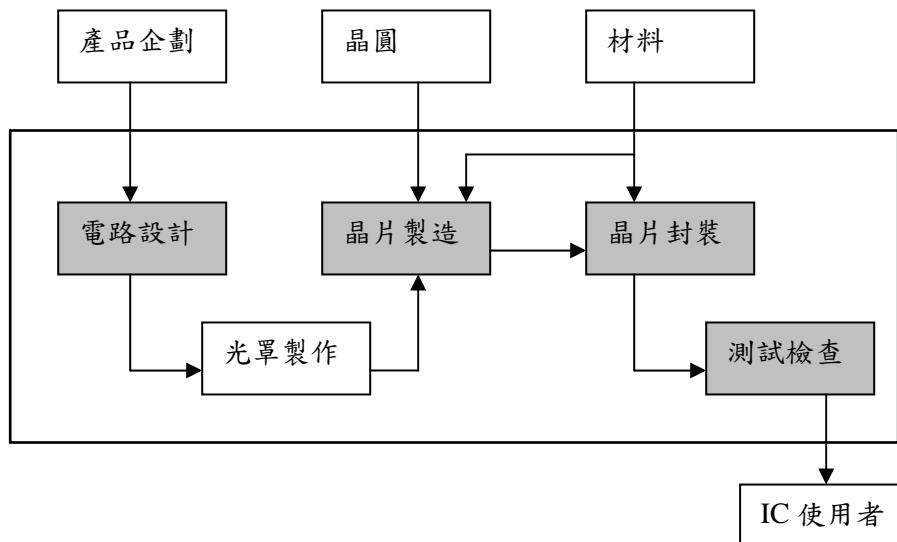 產品企劃
晶圓
材料
電路設計
晶片製造
晶片封裝
光罩製作
測試檢查
IC 使用者